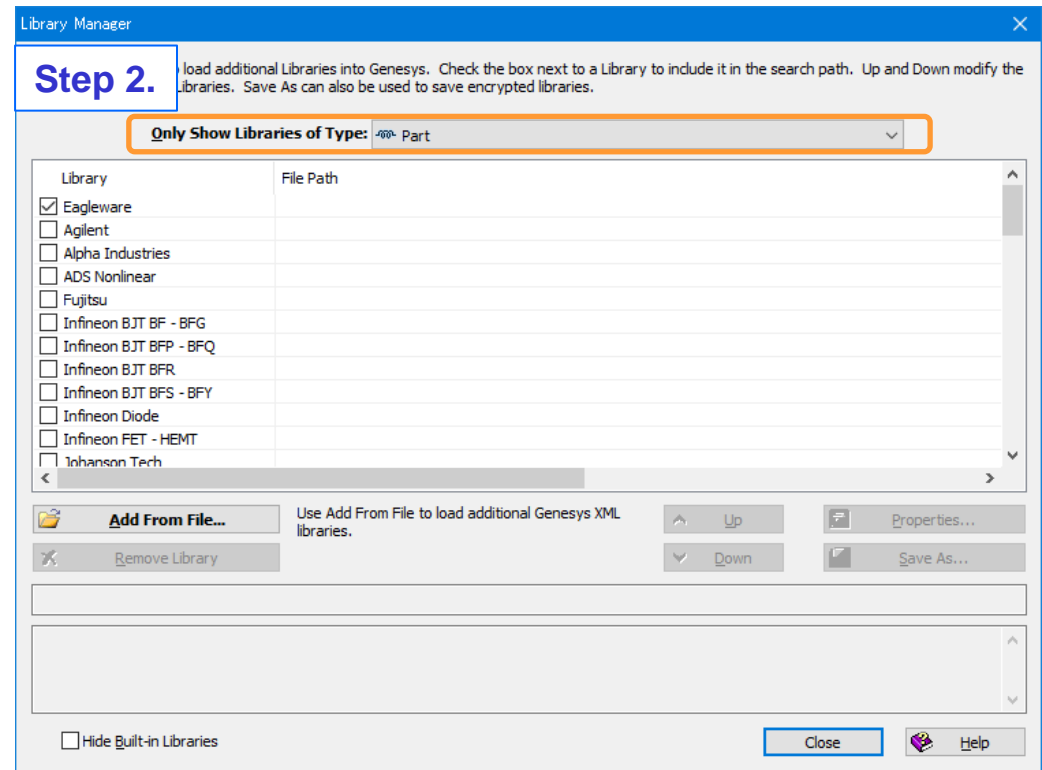 Library Manager
Step 2.
load additional Libraries into Genesys. Check the box next to a Library to include it in the search path. Up and Down modify the
Libraries. Save As can also be used to save encrypted libraries.
Only Show Libraries of Type: Part
Library File Path
Eagleware
Agilent
Alpha Industries
ADS Nonlinear
Fujitsu
Infineon BJT BF - BFG
Infineon BJT BFP - BFQ
Infineon BJT BFR
Infineon BJT BFS - BFY
Infineon Diode
Infineon FET - HEMT
Johanson Tech
Add From File... Use Add From File to load additional Genesys XML Up Properties...
libraries.
Remove Library Down Save As...
Hide Built-in Libraries Close Help